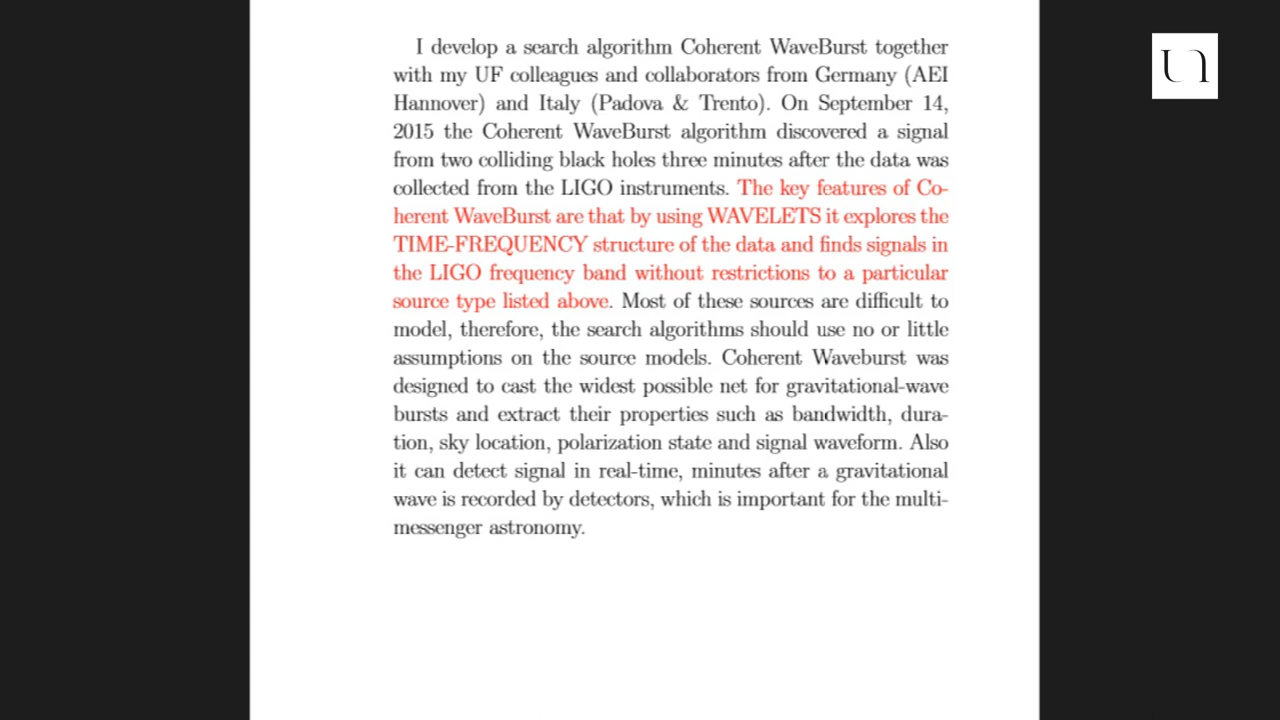 I develop a search algorithm Coherent WaveBurst together
with my UF colleagues and collaborators from Germany (AEI
Hannover) and Italy (Padova & Trento). On September 14,
2015 the Coherent WaveBurst algorithm discovered a signal
from two colliding black holes three minutes after the data was
collected from the LIGO instruments. The key features of Co-
herent WaveBurst are that by using WAVELETS it explores the
TIME-FREQUENCY structure of the data and finds signals in
the LIGO frequency band without restrictions to a particular
source type listed above. Most of these sources are difficult to
model, therefore, the search algorithms should use no or little
assumptions on the source models. Coherent Waveburst was
designed to cast the widest possible net for gravitational-wave
bursts and extract their properties such as bandwidth, dura-
tion, sky location, polarization state and signal waveform. Also
it can detect signal in real-time, minutes after a gravitational
wave is recorded by detectors, which is important for the multi-
messenger astronomy.